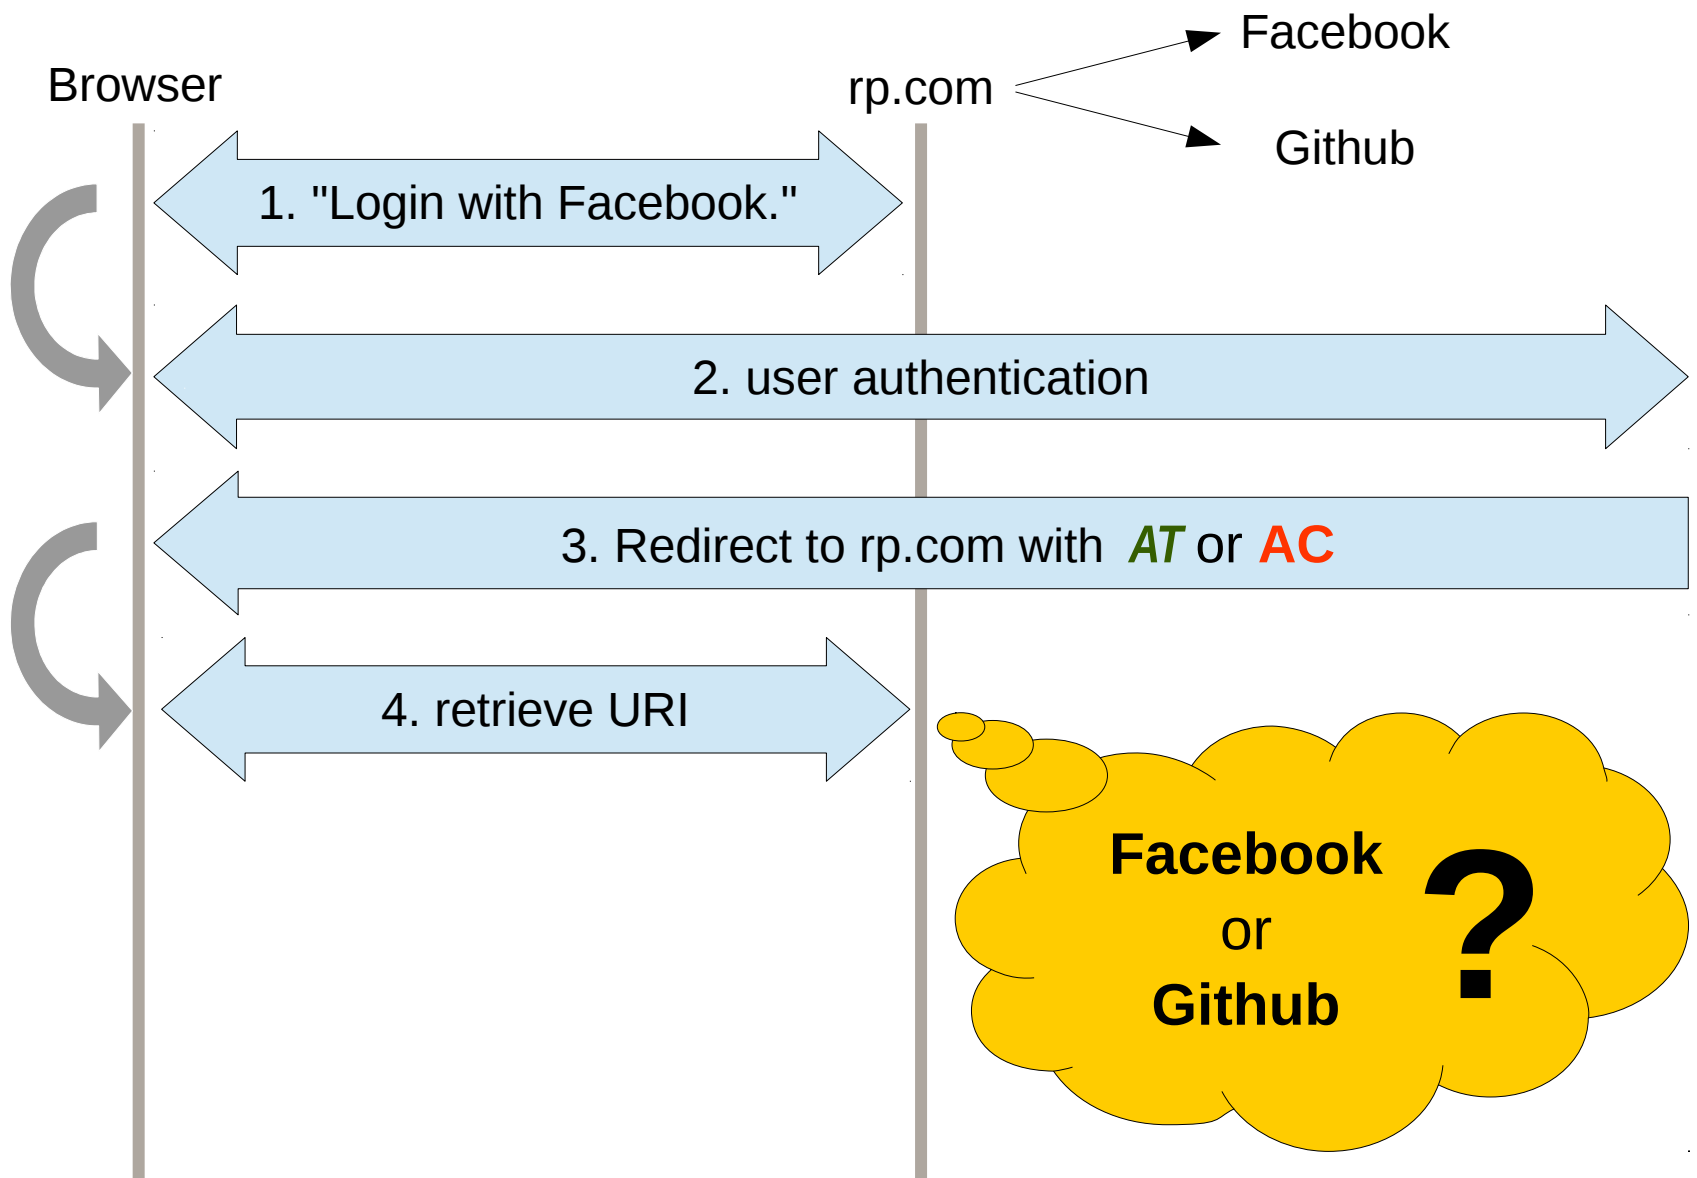 Facebook
Browser
rp.com
Github
1. "Login with Facebook."
2. user authentication
3. Redirect to rp.com with AT or AC
4. retrieve URI
Facebook
or
Github
?